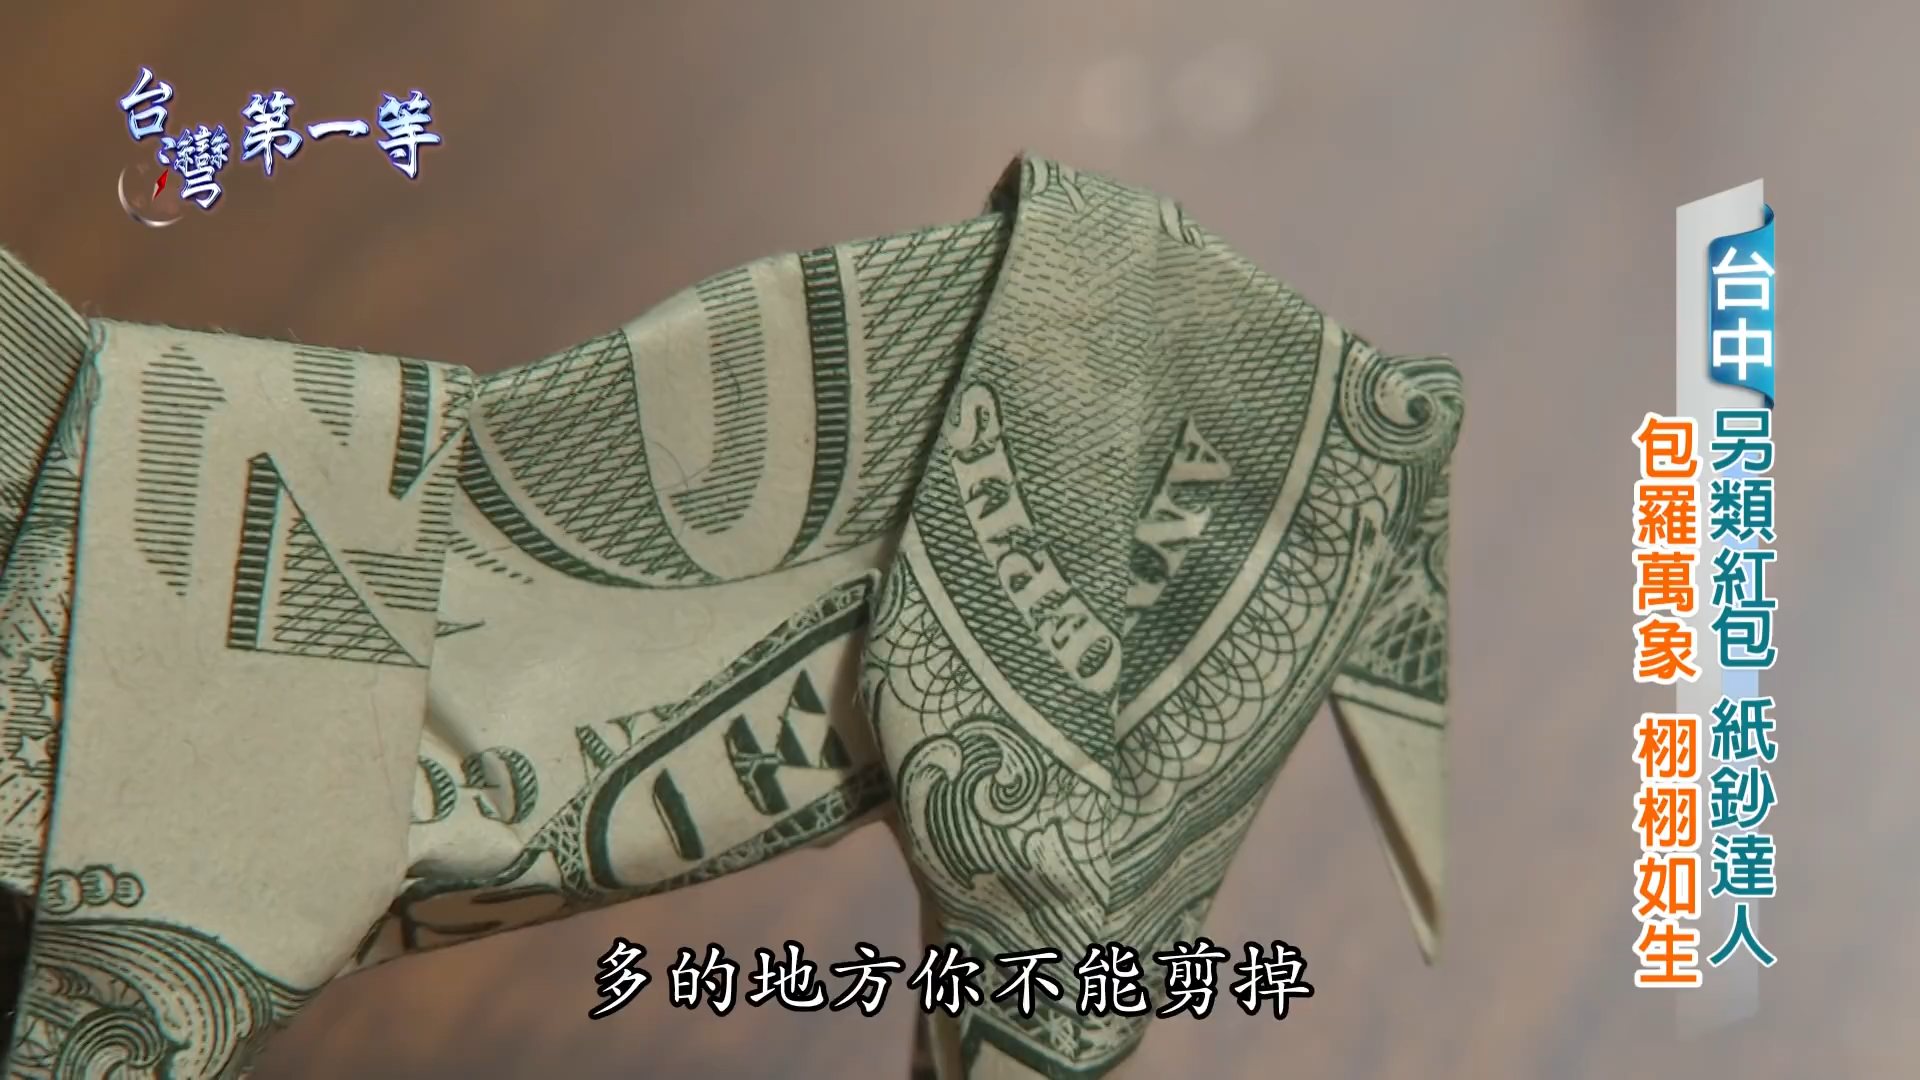 台灣第一等
台中
另類紅包 紙鈔達人
包羅萬象 栩栩如生
多的地方你不能剪掉